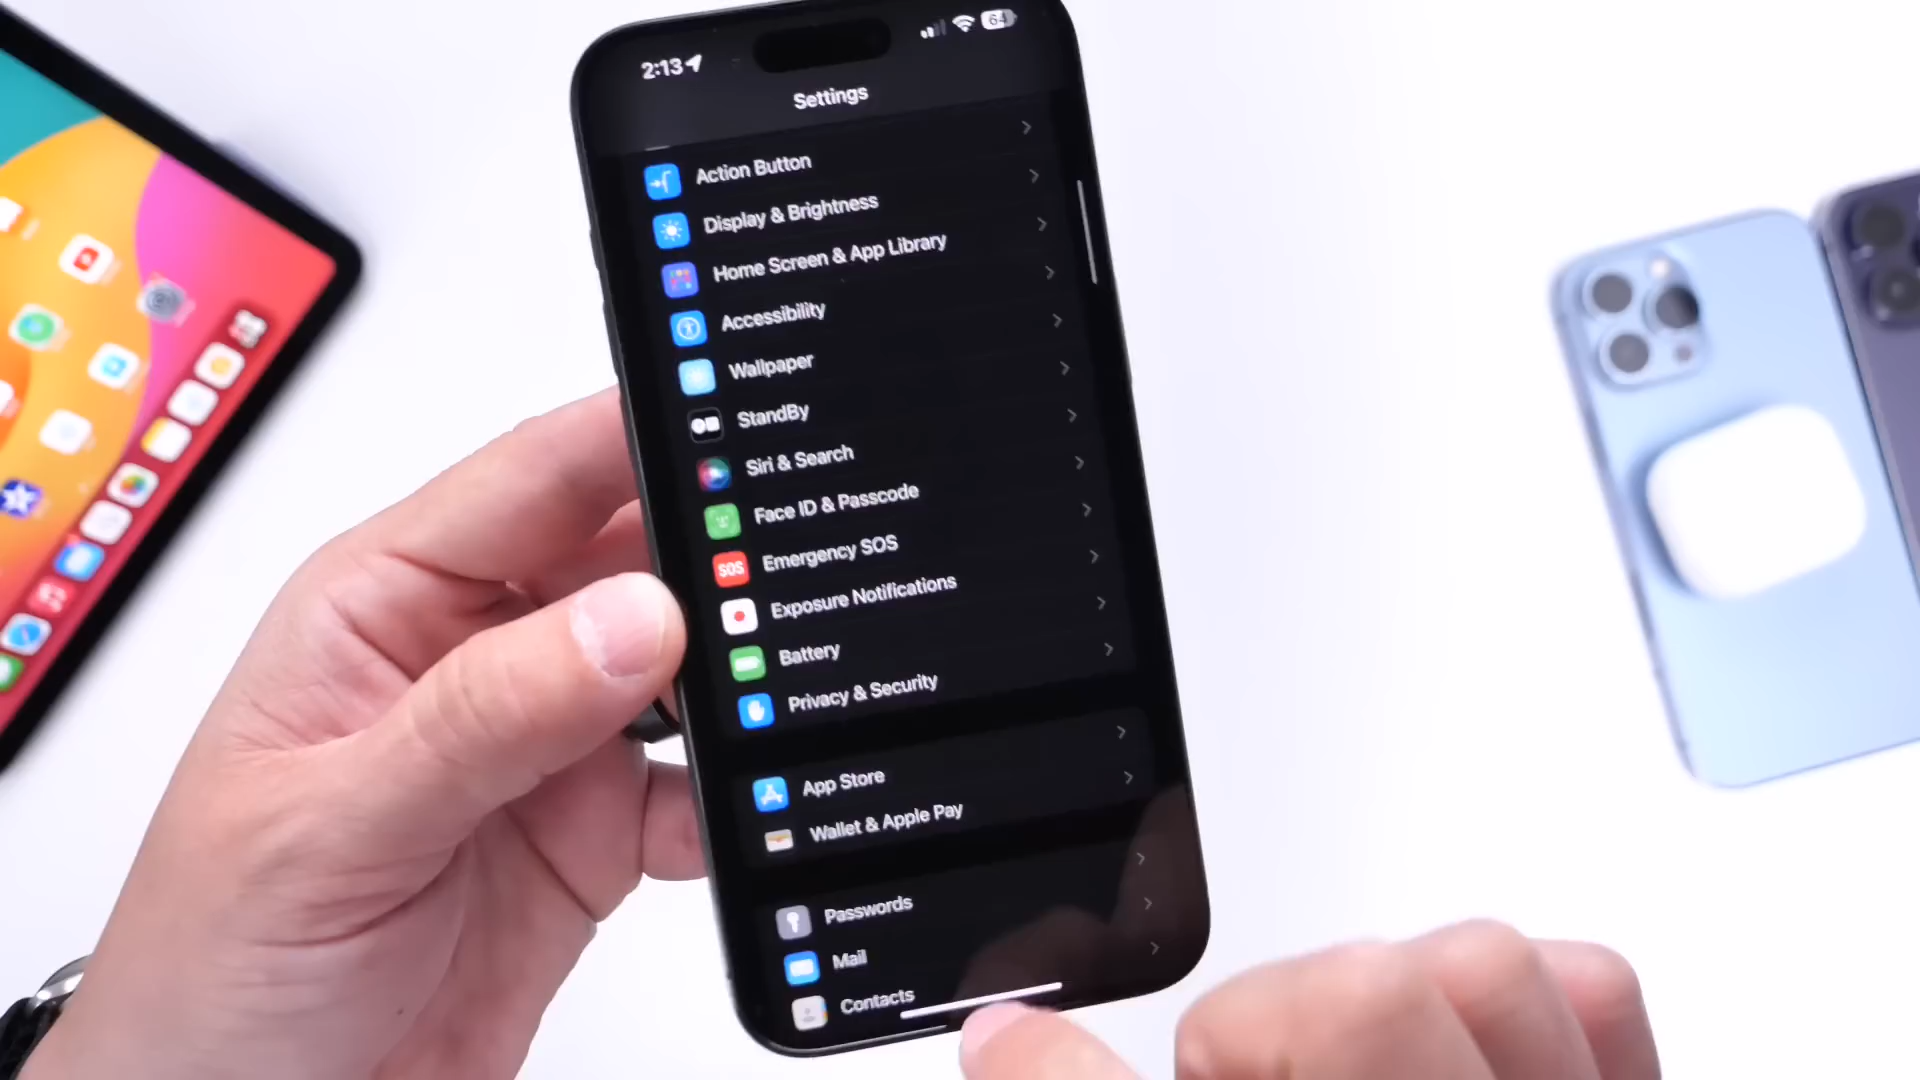 2:13
64
Settings
Action Button
Display & Brightness
Home Screen & App Library
Accessibility
Wallpaper
StandBy
Siri & Search
Face ID & Passcode
SOS
Emergency SOS
Exposure Notifications
Battery
Privacy & Security
App Store
Wallet & Apple Pay
Passwords
Mail
Contacts